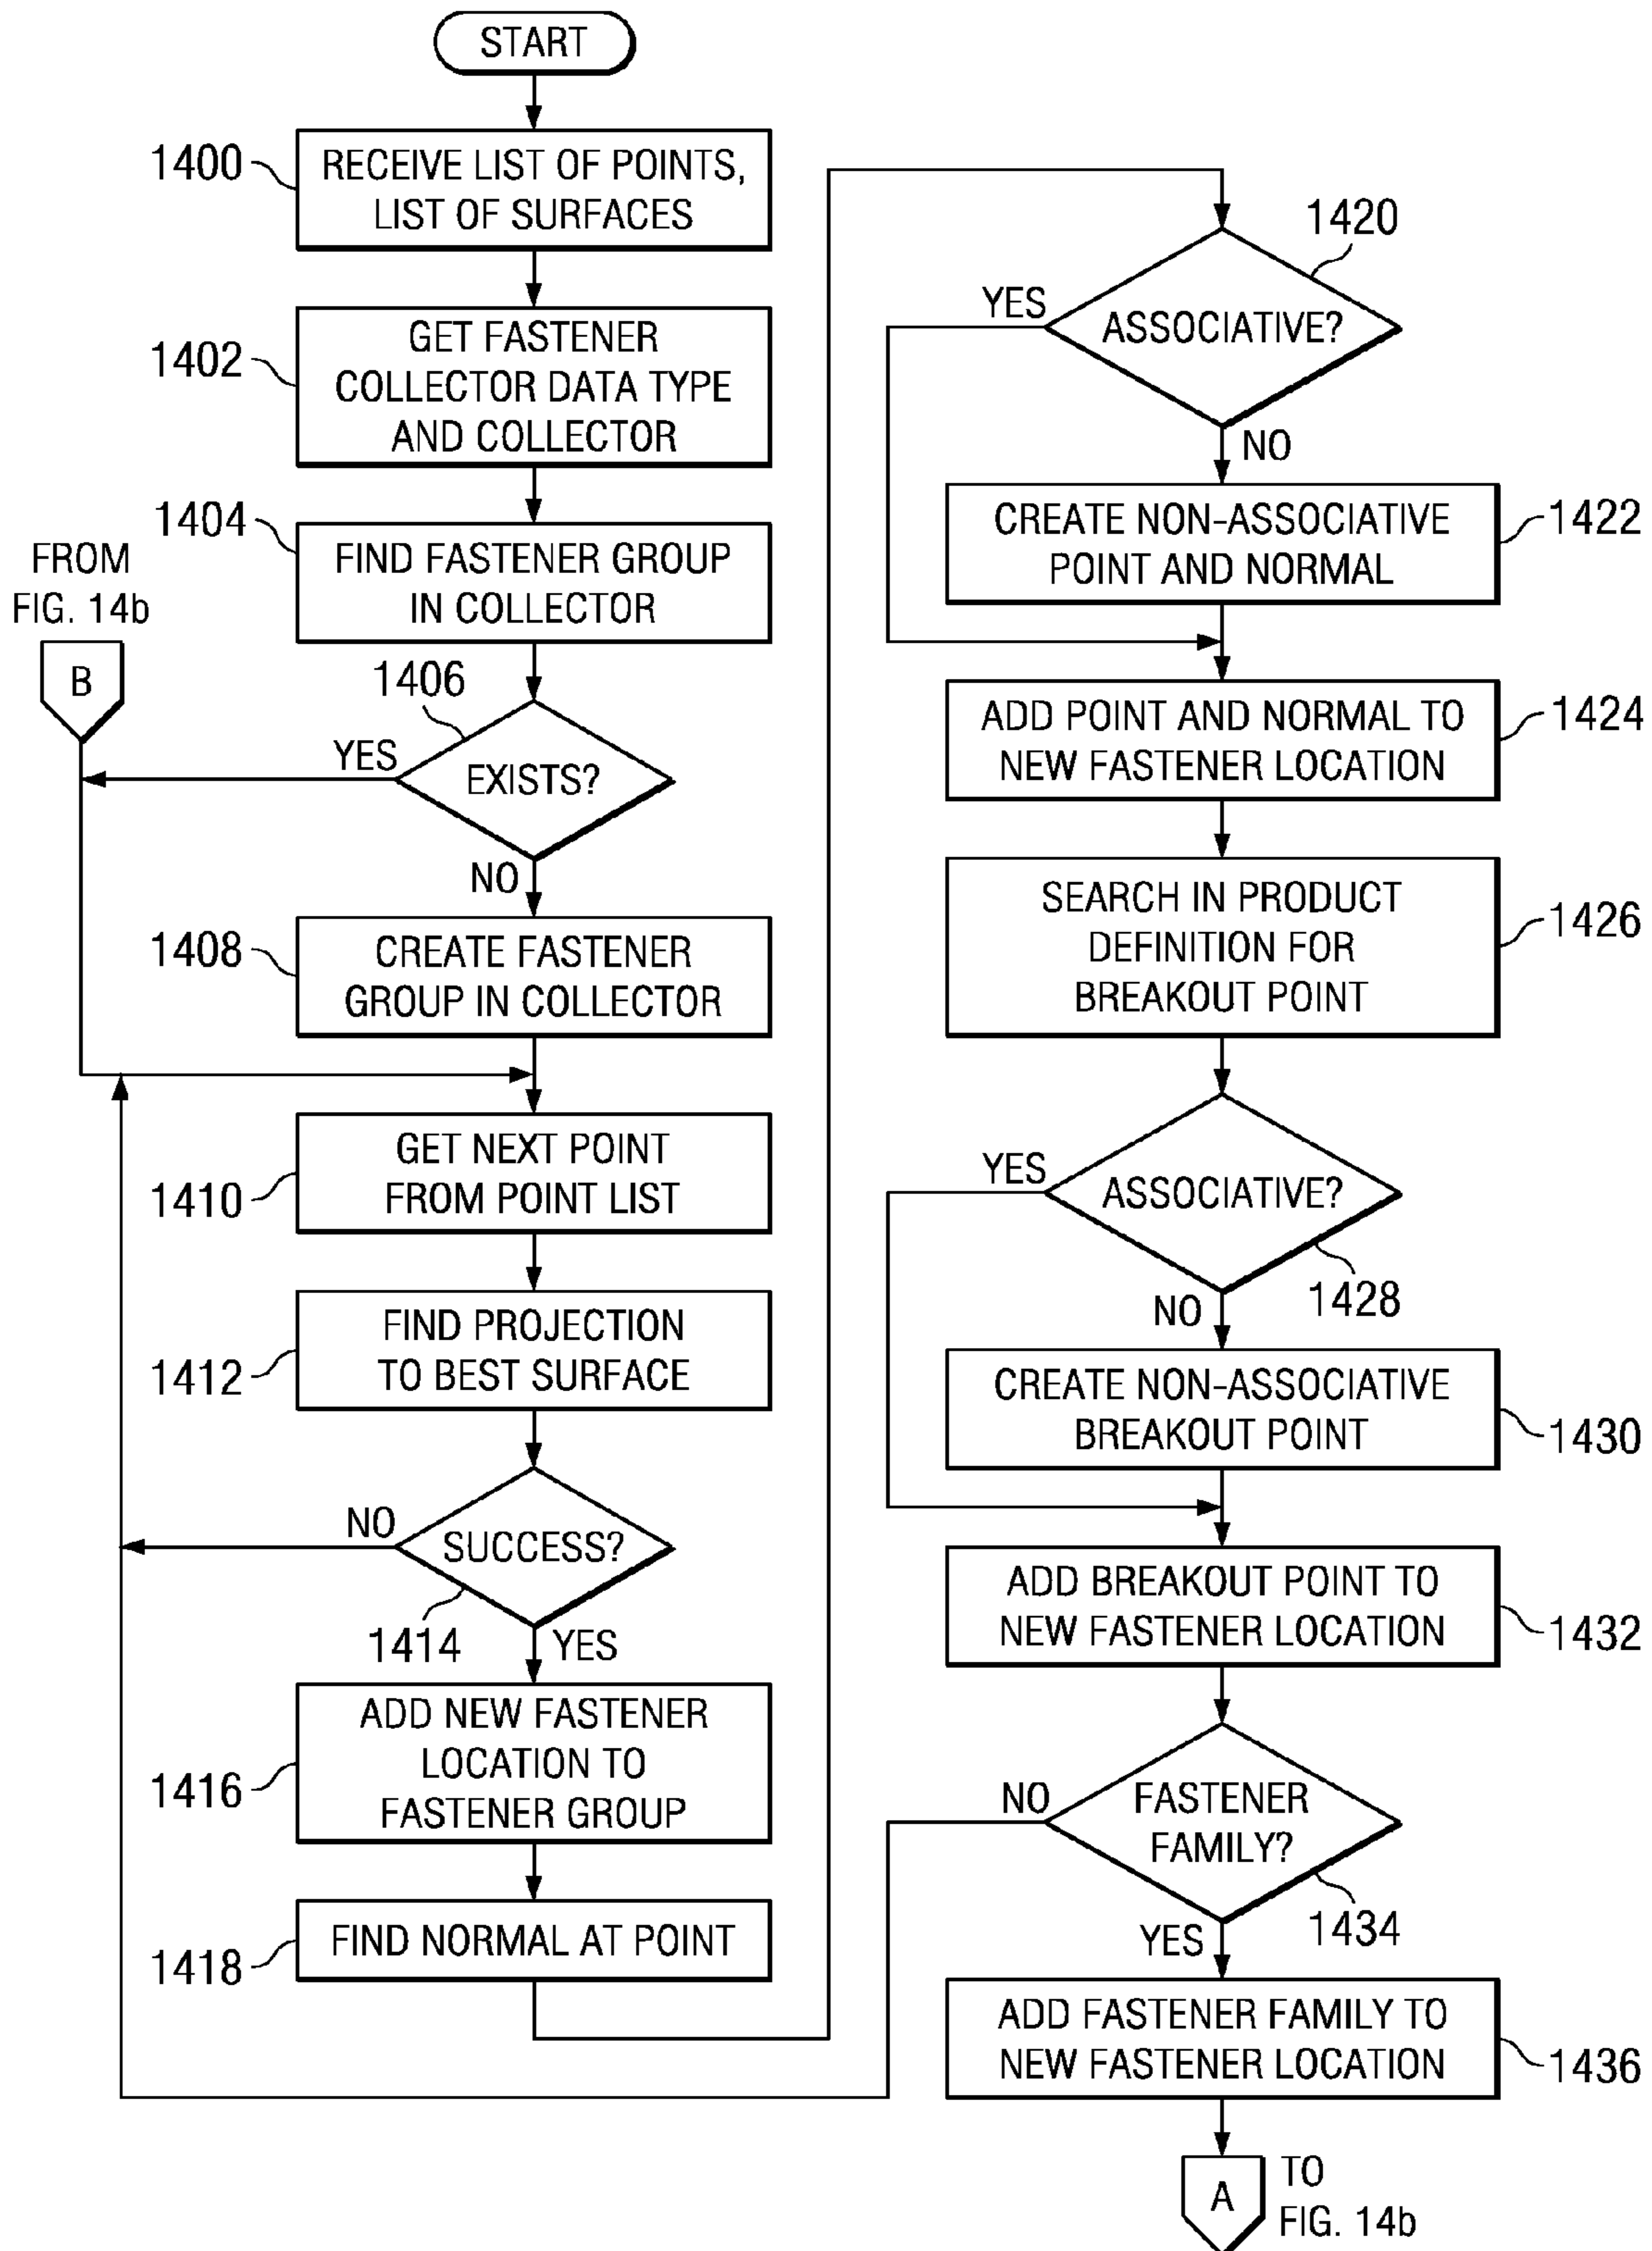 START
1400
RECEIVE LIST OF POINTS,
LIST OF SURFACES
1402
GET FASTENER
COLLECTOR DATA TYPE
AND COLLECTOR
1404
FIND FASTENER GROUP
IN COLLECTOR
FROM
FIG. 14b
B
1406
YES
EXISTS?
NO
1408
CREATE FASTENER
GROUP IN COLLECTOR
1410
GET NEXT POINT
FROM POINT LIST
1412
FIND PROJECTION
TO BEST SURFACE
NO
SUCCESS?
1414
YES
1416
ADD NEW FASTENER
LOCATION TO
FASTENER GROUP
1418
FIND NORMAL AT POINT
1420
YES
ASSOCIATIVE?
NO
CREATE NON-ASSOCIATIVE
POINT AND NORMAL
1422
ADD POINT AND NORMAL TO
NEW FASTENER LOCATION
1424
SEARCH IN PRODUCT
DEFINITION FOR
BREAKOUT POINT
1426
YES
ASSOCIATIVE?
1428
NO
CREATE NON-ASSOCIATIVE
BREAKOUT POINT
1430
ADD BREAKOUT POINT TO
NEW FASTENER LOCATION
1432
NO
FASTENER
FAMILY?
1434
YES
ADD FASTENER FAMILY TO
NEW FASTENER LOCATION
1436
A
TO
FIG. 14b